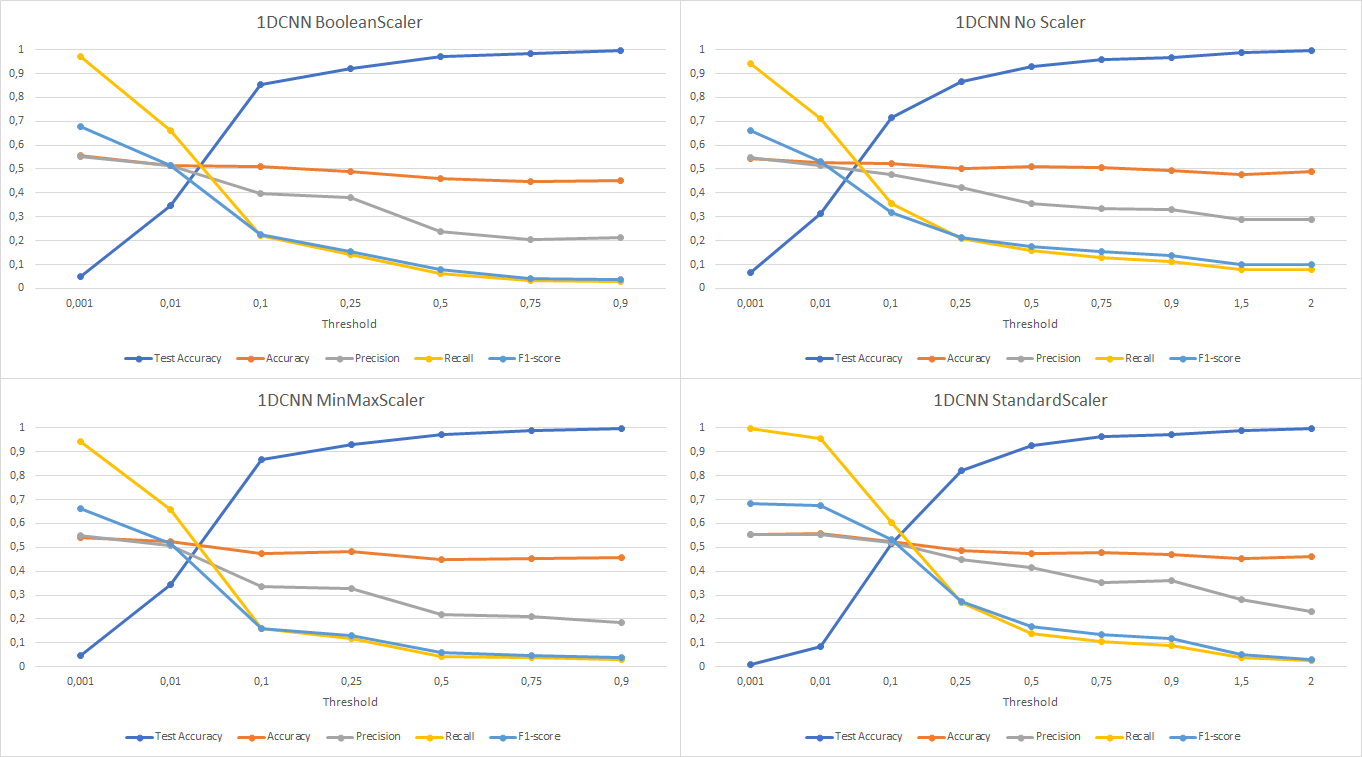 1DCNN BooleanScaler
1
0,9
0,8
0,7
0,6
0,5
0,4
0,3
0,2
0,1
0
0,001 0,01 0,1 0,25 0,5 0,75 0,9
Threshold
Test Accuracy Accuracy Precision Recall F1-score
1DCNN No Scaler
1
0,9
0,8
0,7
0,6
0,5
0,4
0,3
0,2
0,1
0
0,001 0,01 0,1 0,25 0,5 0,75 0,9 1,5 2
Threshold
Test Accuracy Accuracy Precision Recall F1-score
1DCNN MinMaxScaler
1
0,9
0,8
0,7
0,6
0,5
0,4
0,3
0,2
0,1
0
0,001 0,01 0,1 0,25 0,5 0,75 0,9
Threshold
Test Accuracy Accuracy Precision Recall F1-score
1DCNN StandardScaler
1
0,9
0,8
0,7
0,6
0,5
0,4
0,3
0,2
0,1
0
0,001 0,01 0,1 0,25 0,5 0,75 0,9 1,5 2
Threshold
Test Accuracy Accuracy Precision Recall F1-score